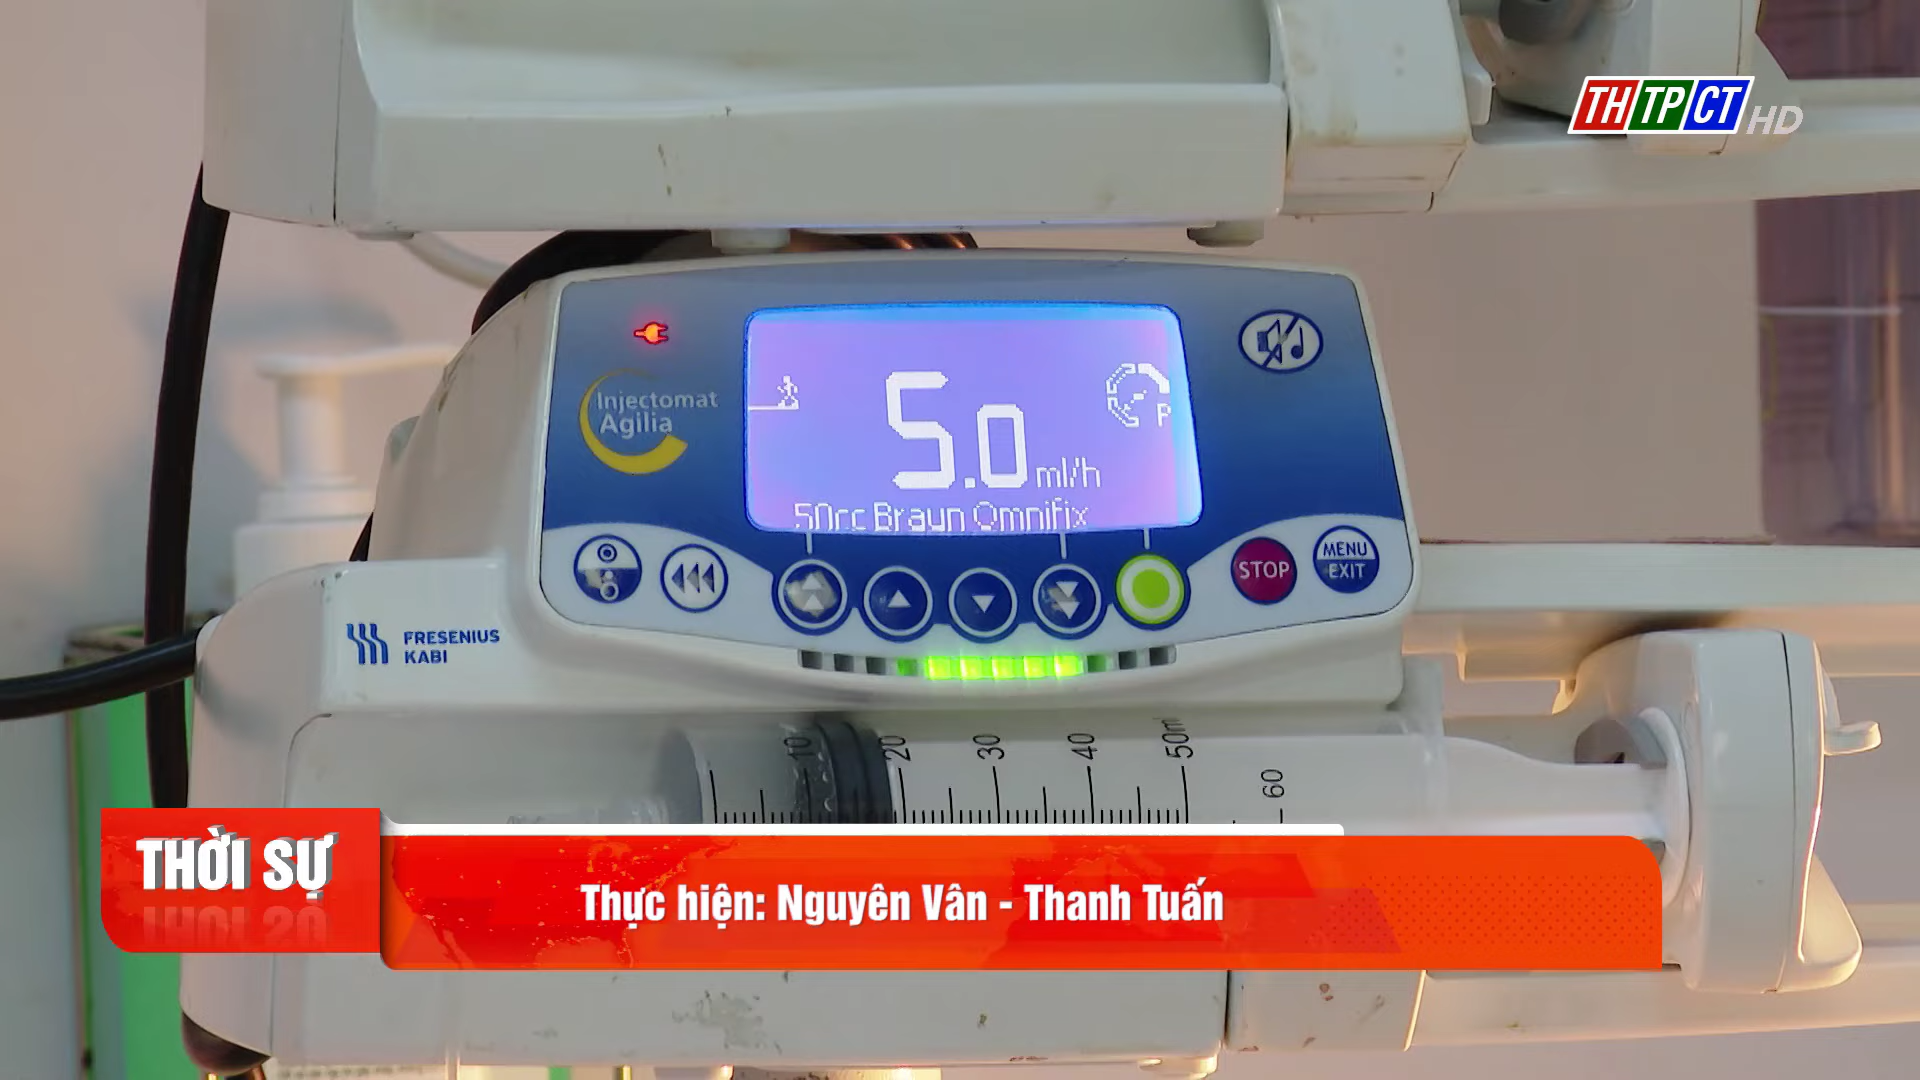 THTPCT HD
Injectomat
Agilia
5.0 ml/h
P
50cc Braun Omnifix
MENU
EXIT
STOP
FRESENIUS
KABI
10 20 30 40 50ml 60
THỜI SỰ
Thực hiện: Nguyên Vân - Thanh Tuấn